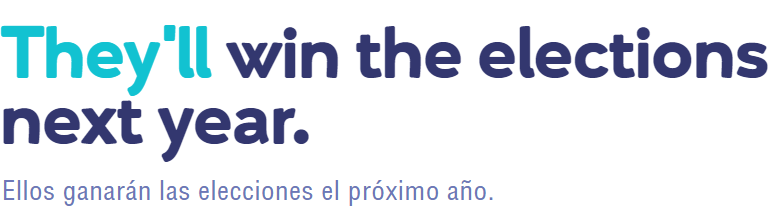 They'll win the elections
next year.
Ellos ganarán las elecciones el próximo año.